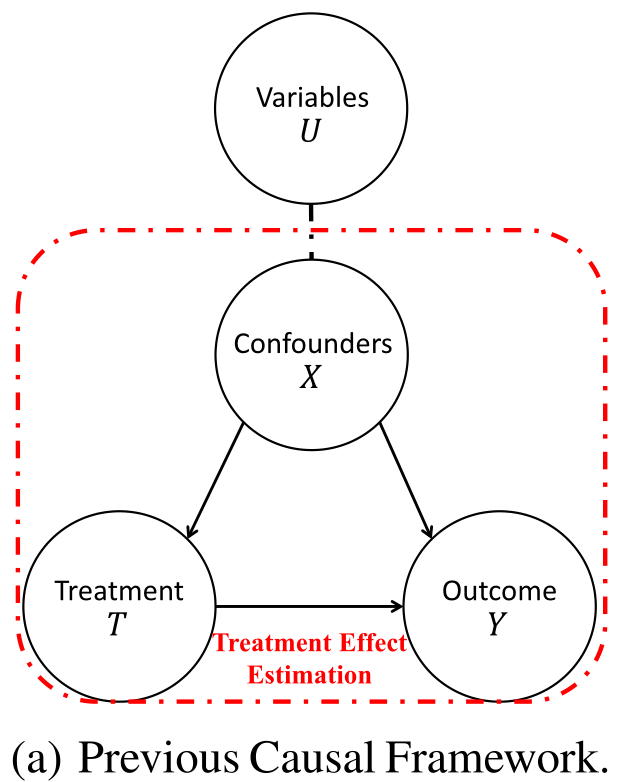 Variables
U
Confounders
X
Treatment
T
Outcome
Y
Treatment Effect
Estimation
(a) Previous Causal Framework.